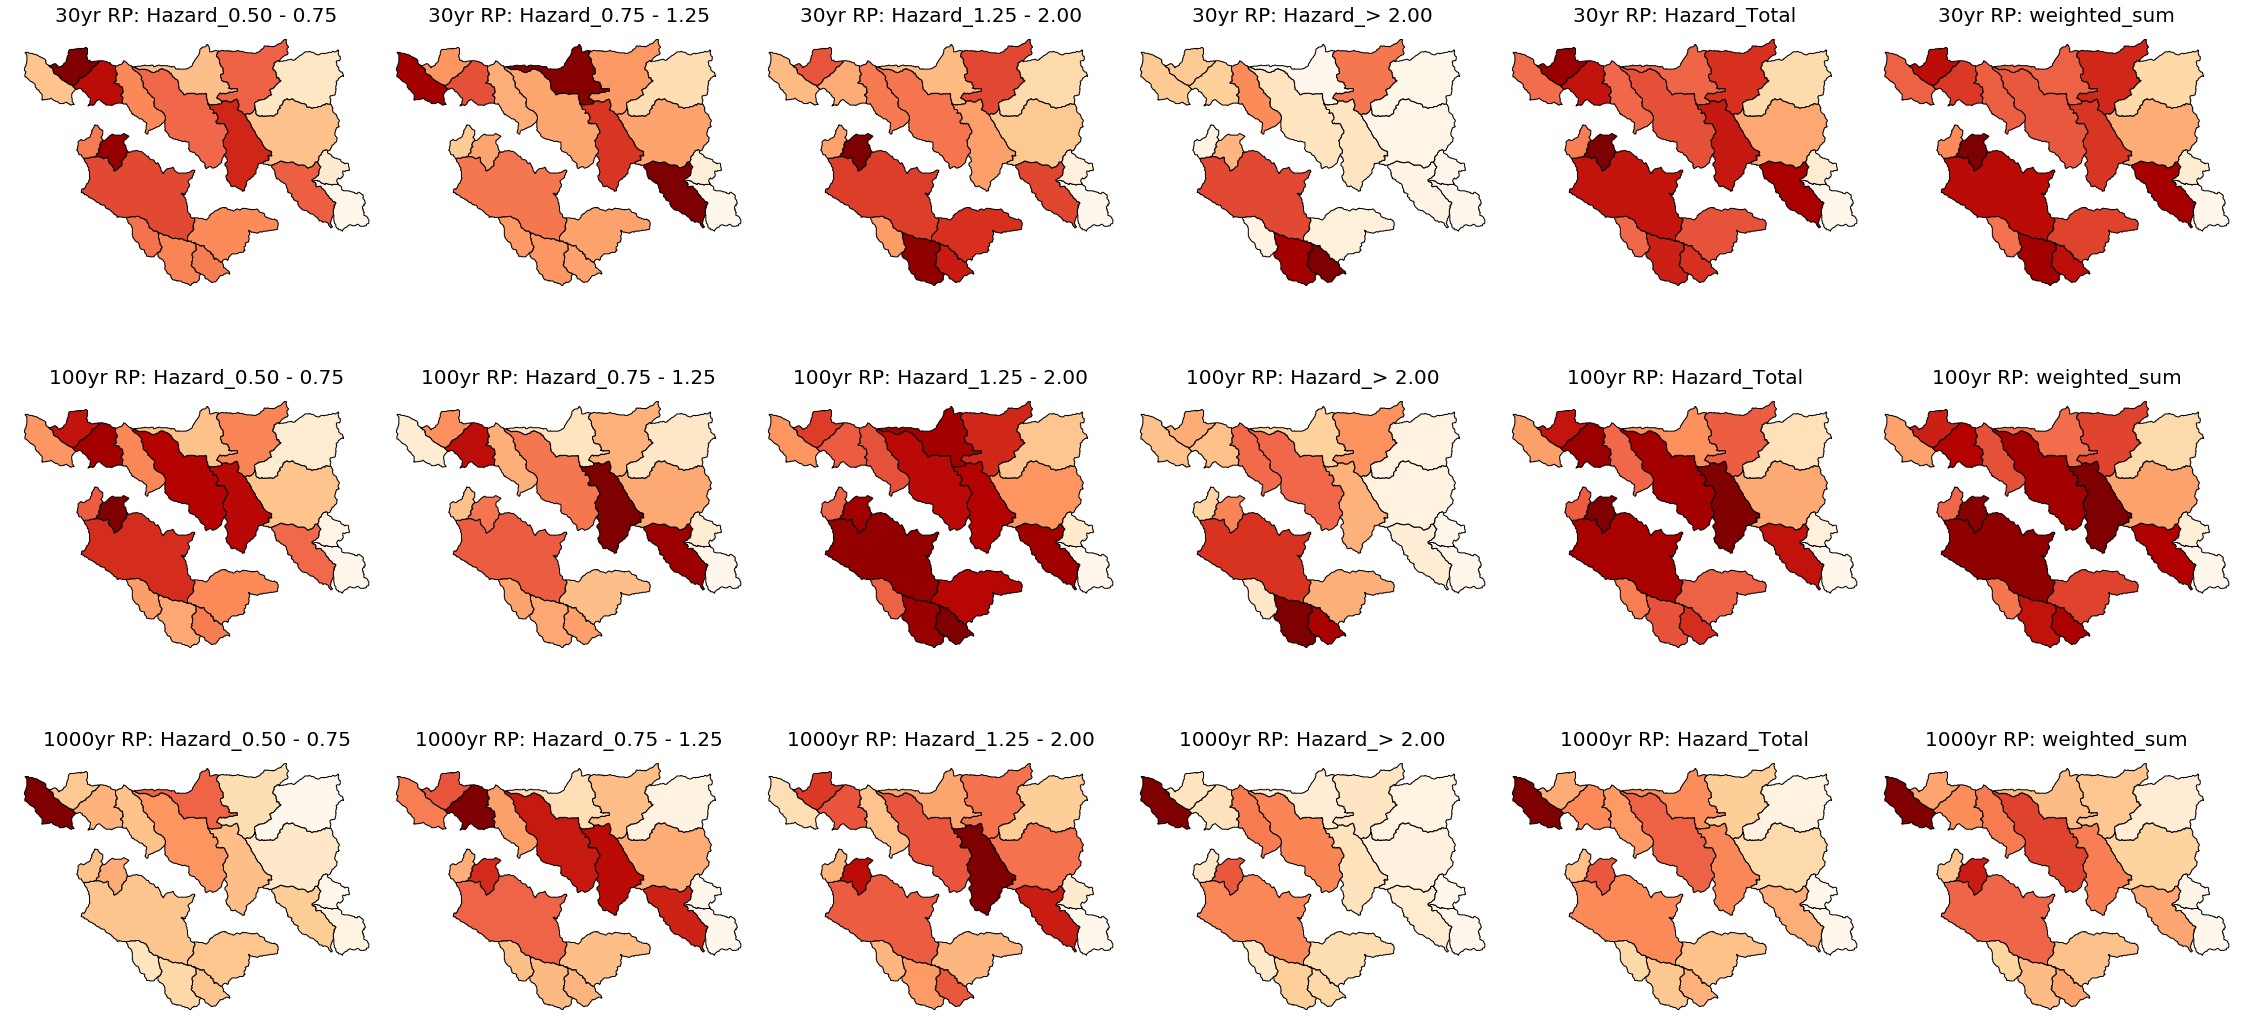 30yr RP: Hazard_0.50 - 0.75
30yr RP: Hazard_0.75 - 1.25
30yr RP: Hazard_1.25 - 2.00
30yr RP: Hazard_> 2.00
30yr RP: Hazard_Total
30yr RP: weighted_sum
100yr RP: Hazard_0.50 - 0.75
100yr RP: Hazard_0.75 - 1.25
100yr RP: Hazard_1.25 - 2.00
100yr RP: Hazard_> 2.00
100yr RP: Hazard_Total
100yr RP: weighted_sum
1000yr RP: Hazard_0.50 - 0.75
1000yr RP: Hazard_0.75 - 1.25
1000yr RP: Hazard_1.25 - 2.00
1000yr RP: Hazard_> 2.00
1000yr RP: Hazard_Total
1000yr RP: weighted_sum